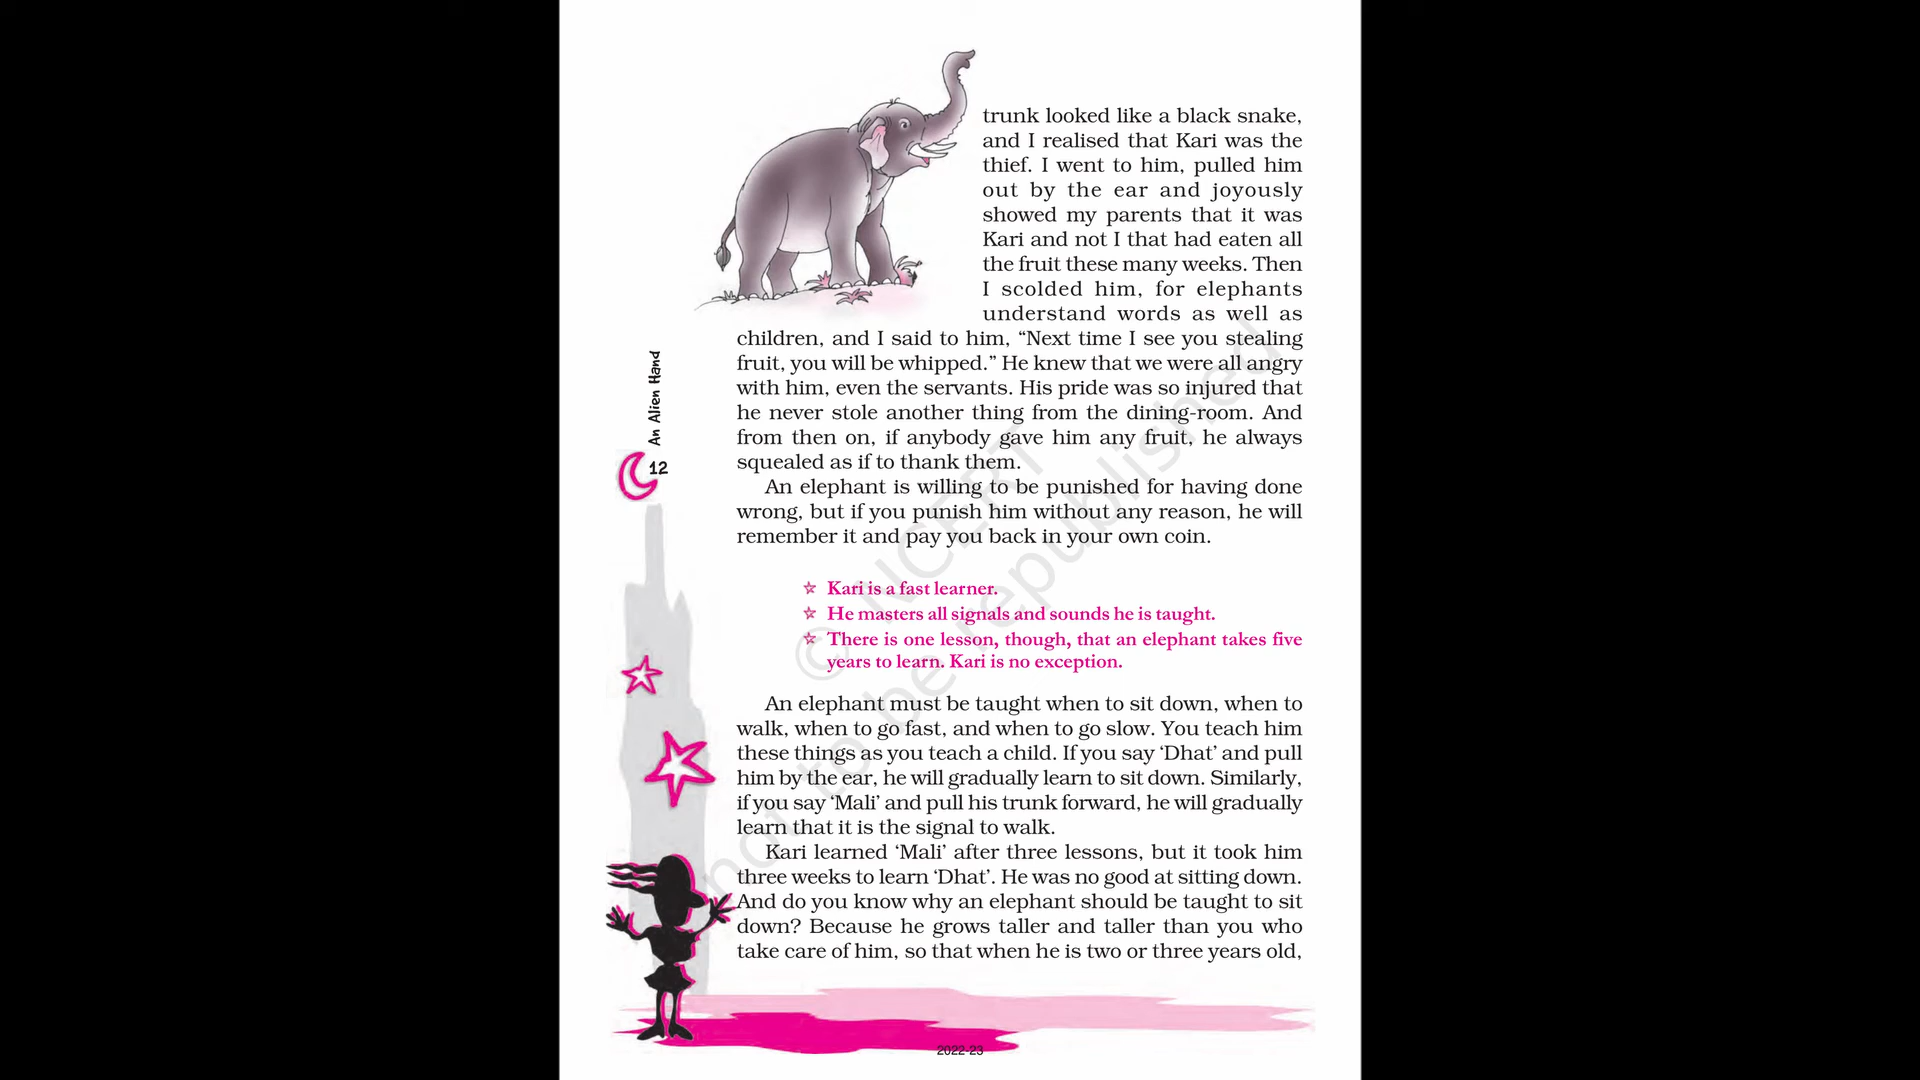 trunk looked like a black snake,
and I realised that Kari was the
thief. I went to him, pulled him
out by the ear and joyously
showed my parents that it was
Kari and not I that had eaten all
the fruit these many weeks. Then
I scolded him, for elephants
understand words as well as
children, and I said to him, “Next time I see you stealing
fruit, you will be whipped.” He knew that we were all angry
with him, even the servants. His pride was so injured that
he never stole another thing from the dining-room. And
from then on, if anybody gave him any fruit, he always
squealed as if to thank them.
An elephant is willing to be punished for having done
wrong, but if you punish him without any reason, he will
remember it and pay you back in your own coin.
☆ Kari is a fast learner.
☆ He masters all signals and sounds he is taught.
☆ There is one lesson, though, that an elephant takes five
years to learn. Kari is no exception.
An elephant must be taught when to sit down, when to
walk, when to go fast, and when to go slow. You teach him
these things as you teach a child. If you say ‘Dhat’ and pull
him by the ear, he will gradually learn to sit down. Similarly,
if you say ‘Mali’ and pull his trunk forward, he will gradually
learn that it is the signal to walk.
Kari learned ‘Mali’ after three lessons, but it took him
three weeks to learn ‘Dhat’. He was no good at sitting down.
And do you know why an elephant should be taught to sit
down? Because he grows taller and taller than you who
take care of him, so that when he is two or three years old,
An Alien Hand
12
© NCERT
not to be republished
2022-23